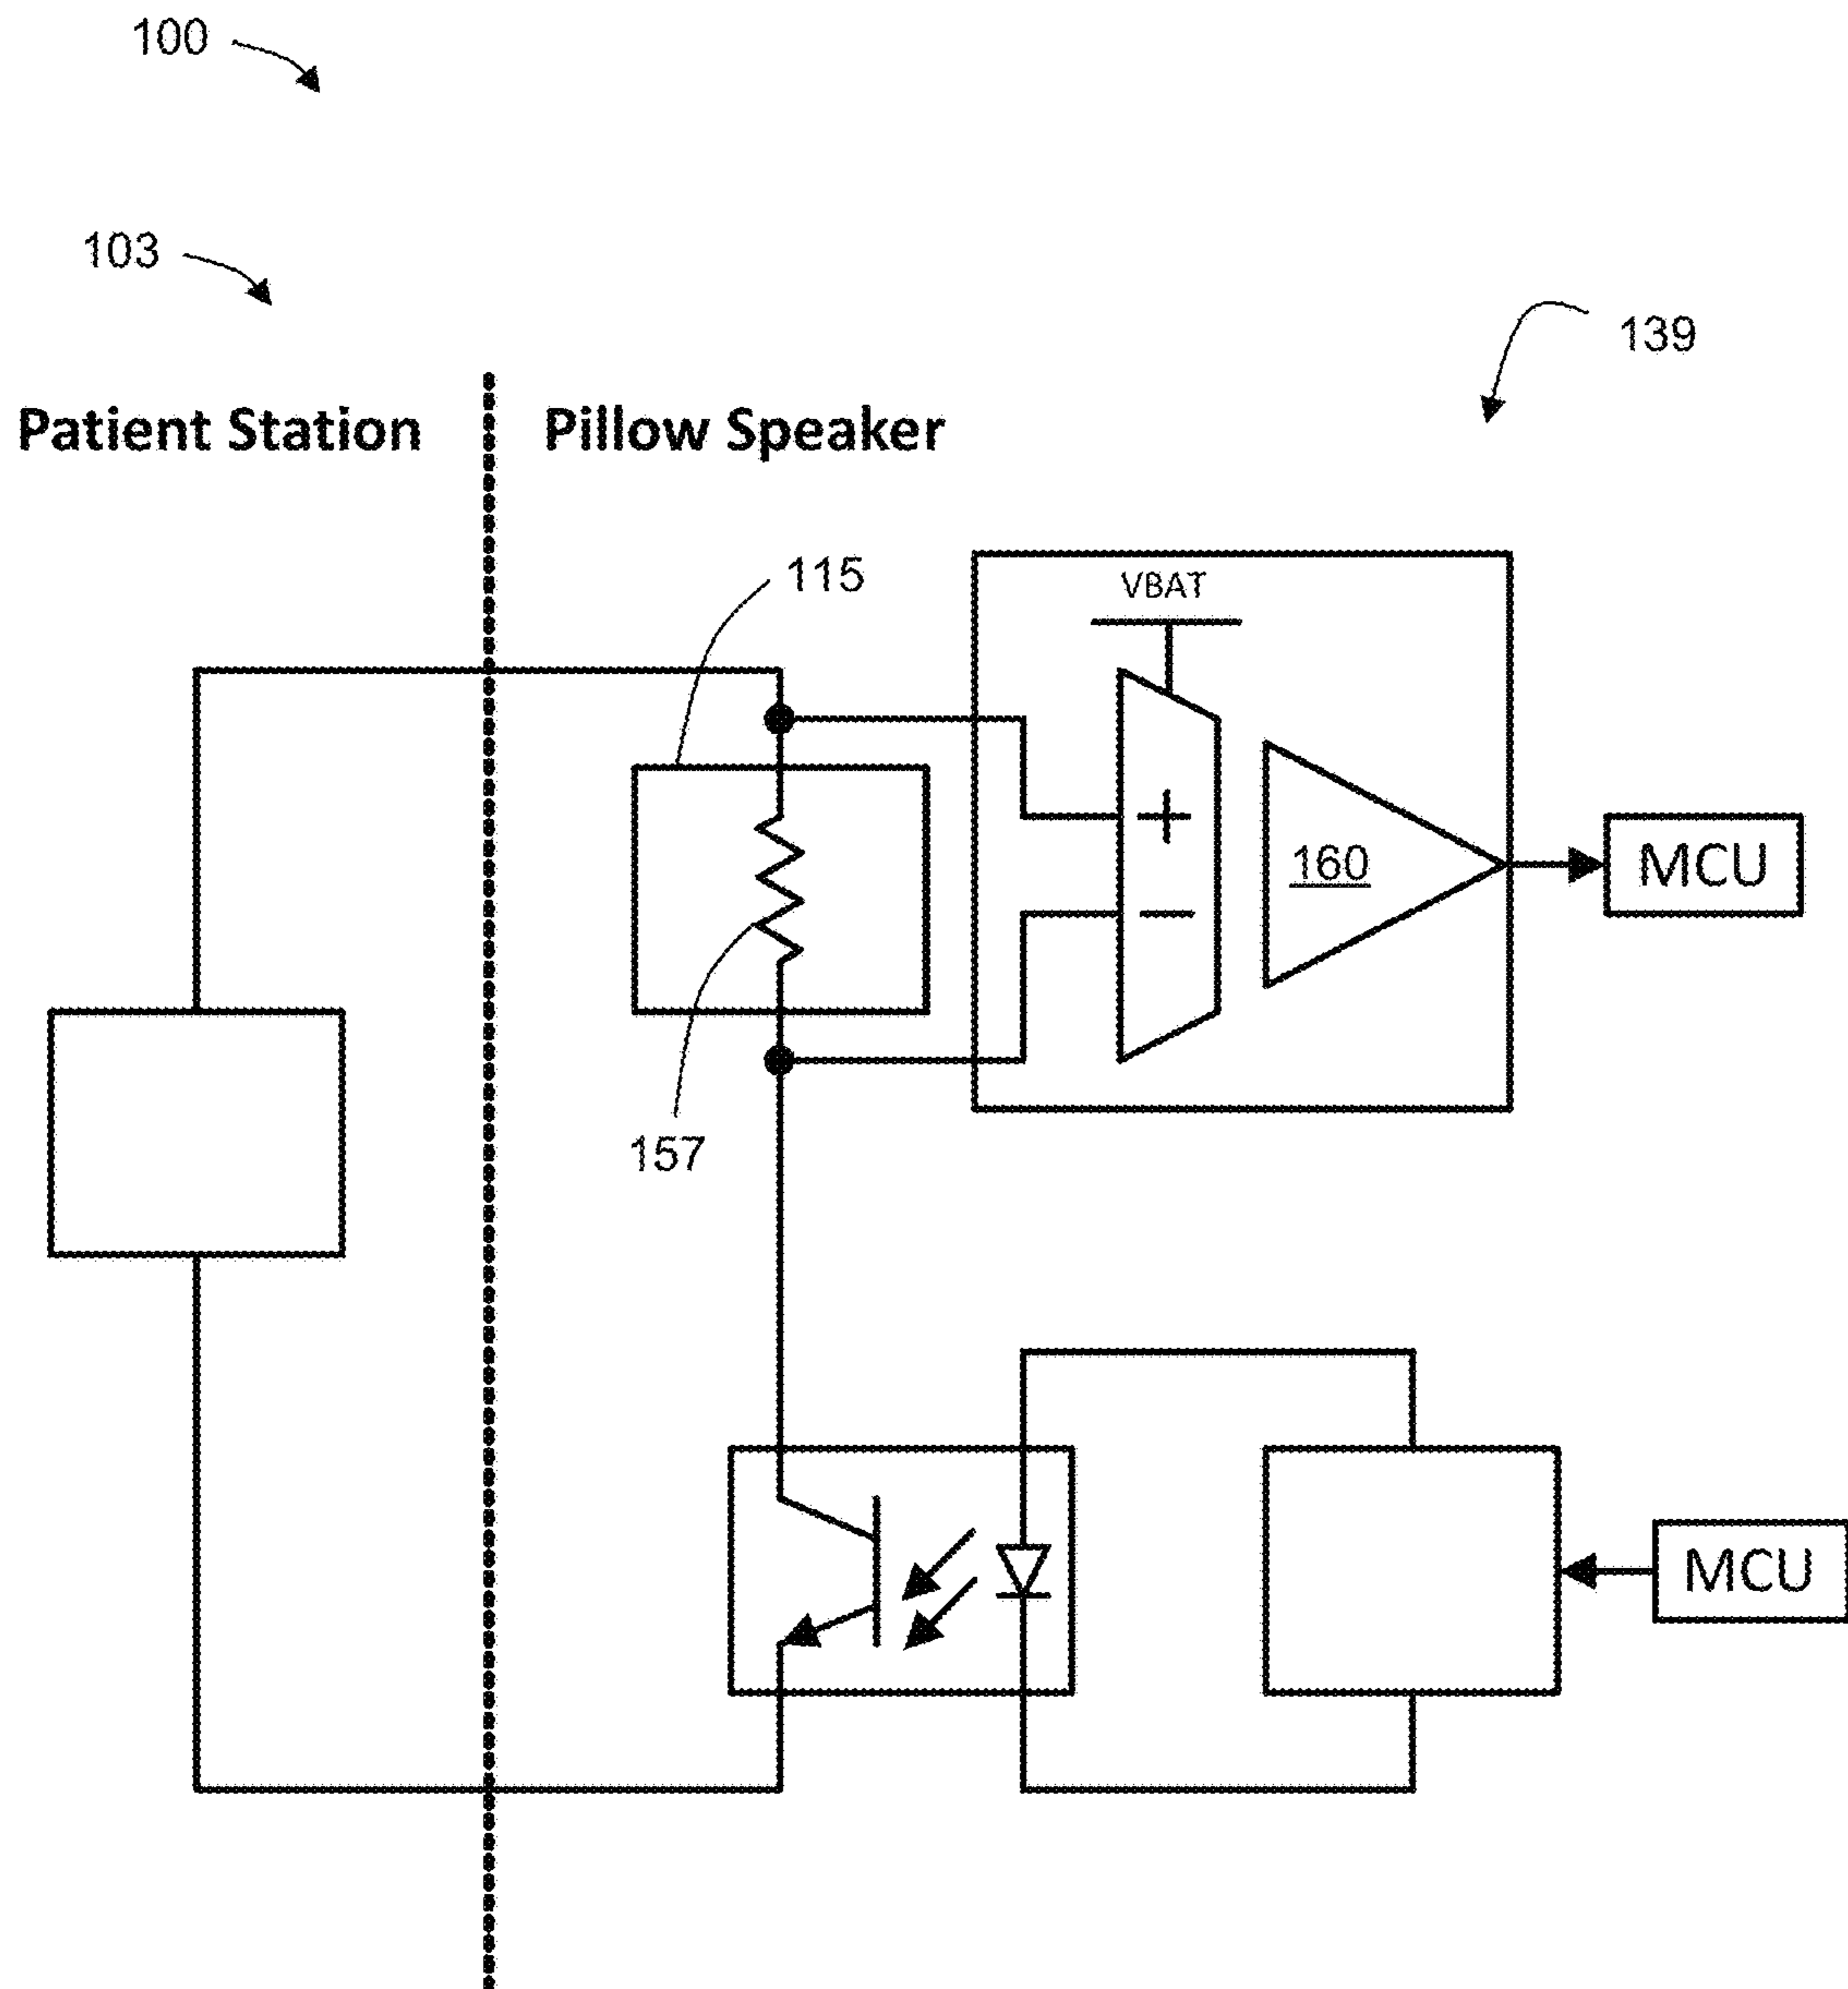 100
103
139
Patient Station
Pillow Speaker
115
VBAT
+
160
MCU
−
157
MCU